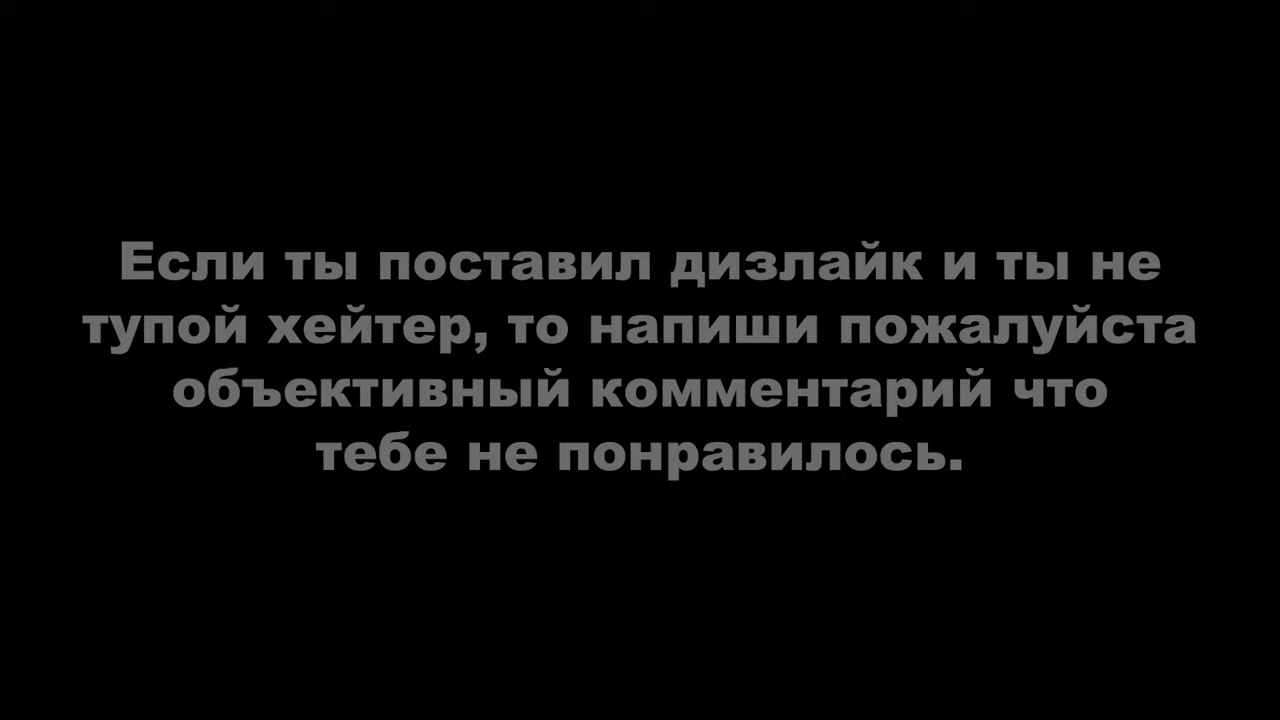 Если ты поставил дизлайк и ты не
тупой хейтер, то напиши пожалуйста
объективный комментарий что
тебе не понравилось.